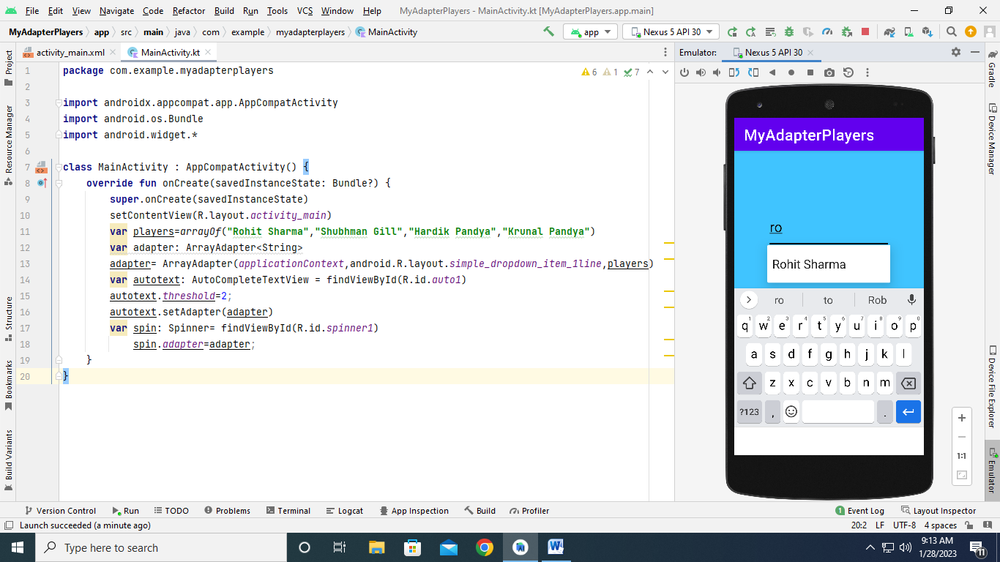 File Edit View Navigate Code Refactor Build Run Tools VCS Window Help MyAdapterPlayers - MainActivity.kt [MyAdapterPlayers.app.main]
MyAdapterPlayers app src main java com example myadapterplayers MainActivity app Nexus 5 API 30
activity_main.xml MainActivity.kt Emulator: Nexus 5 API 30
Project
Resource Manager
Structure
Bookmarks
Build Variants
6 1 7
1 package com.example.myadapterplayers
2
3 import androidx.appcompat.app.AppCompatActivity
4 import android.os.Bundle
5 import android.widget.*
6
7 class MainActivity : AppCompatActivity() {
8 override fun onCreate(savedInstanceState: Bundle?) {
9 super.onCreate(savedInstanceState)
10 setContentView(R.layout.activity_main)
11 var players=arrayOf("Rohit Sharma","Shubhman Gill","Hardik Pandya","Krunal Pandya")
12 var adapter: ArrayAdapter<String>
13 adapter= ArrayAdapter(applicationContext,android.R.layout.simple_dropdown_item_1line,players)
14 var autotext: AutoCompleteTextView = findViewById(R.id.auto1)
15 autotext.threshold=2;
16 autotext.setAdapter(adapter)
17 var spin: Spinner= findViewById(R.id.spinner1)
18 spin.adapter=adapter;
19 }
20 }
MyAdapterPlayers
ro
Rohit Sharma
ro to Rob
q w e r t y u i o p
1 2 3 4 5 6 7 8 9 0
a s d f g h j k l
z x c v b n m
?123 , .
1:1
Gradle
Device Manager
Device File Explorer
Emulator
Version Control Run TODO Problems Terminal Logcat App Inspection Build Profiler 1 Event Log Layout Inspector
Launch succeeded (a minute ago) 20:2 LF UTF-8 4 spaces
Type here to search 9:13 AM
1/28/2023 11